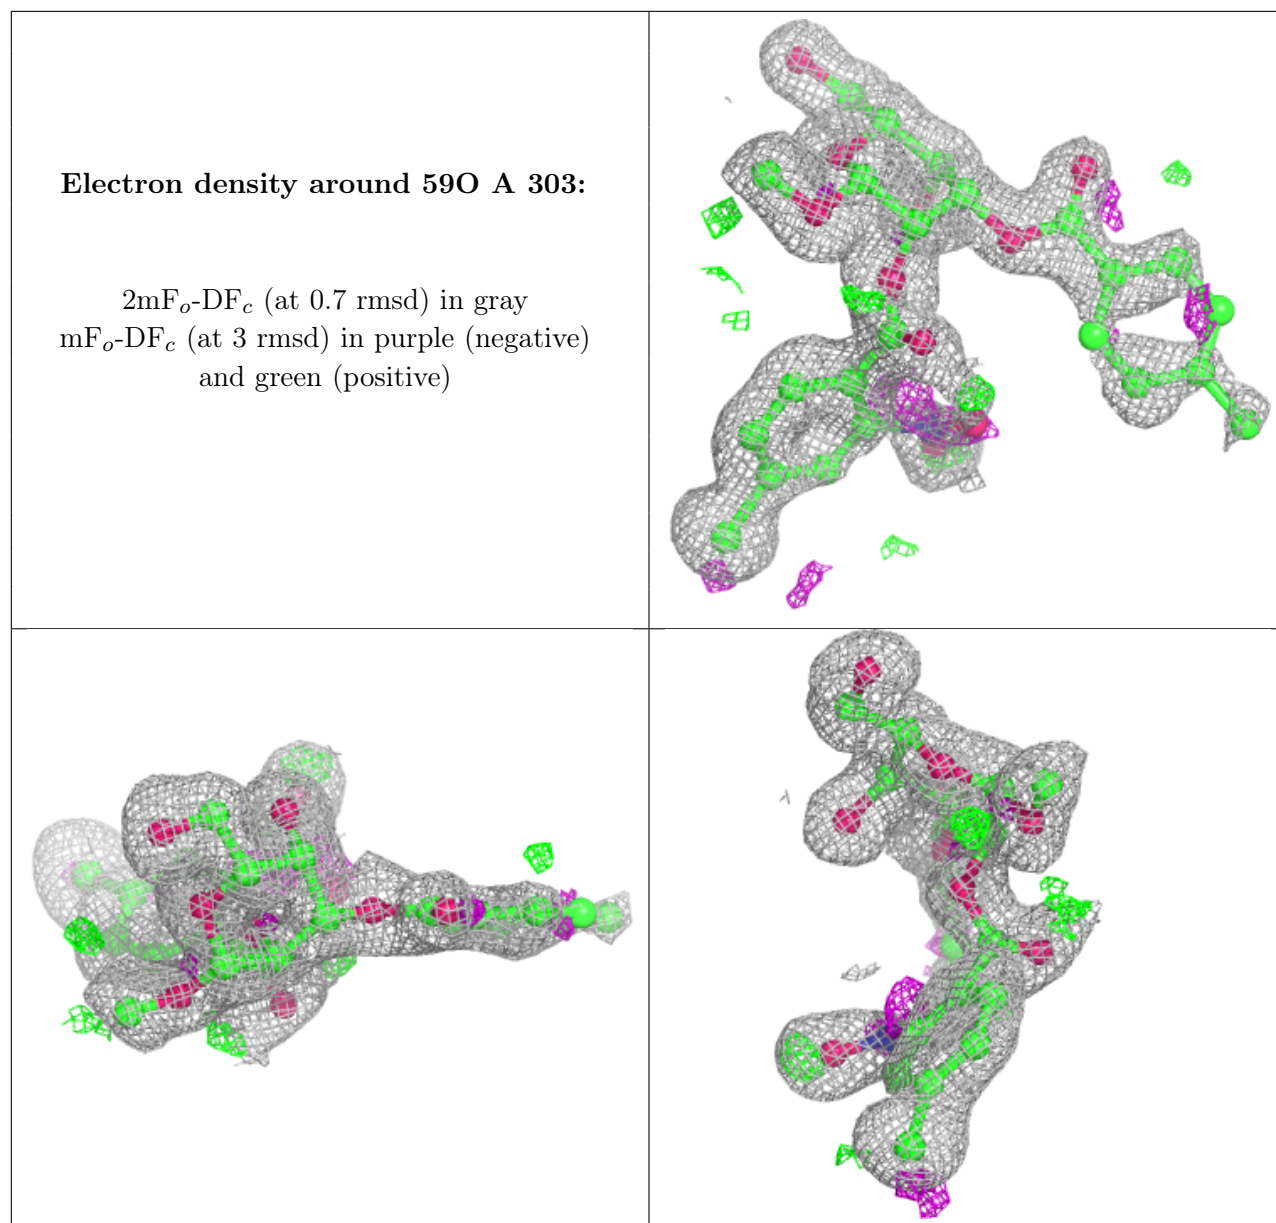 Electron density around 59O A 303:
2mFo-DFc (at 0.7 rmsd) in gray
mFo-DFc (at 3 rmsd) in purple (negative)
and green (positive)